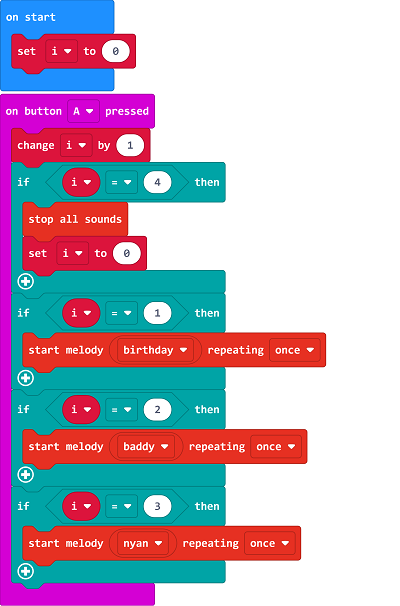 on start
set i to 0
on button A pressed
change i by 1
if i = 4 then
stop all sounds
set i to 0
if i = 1 then
start melody birthday repeating once
if i = 2 then
start melody baddy repeating once
if i = 3 then
start melody nyan repeating once